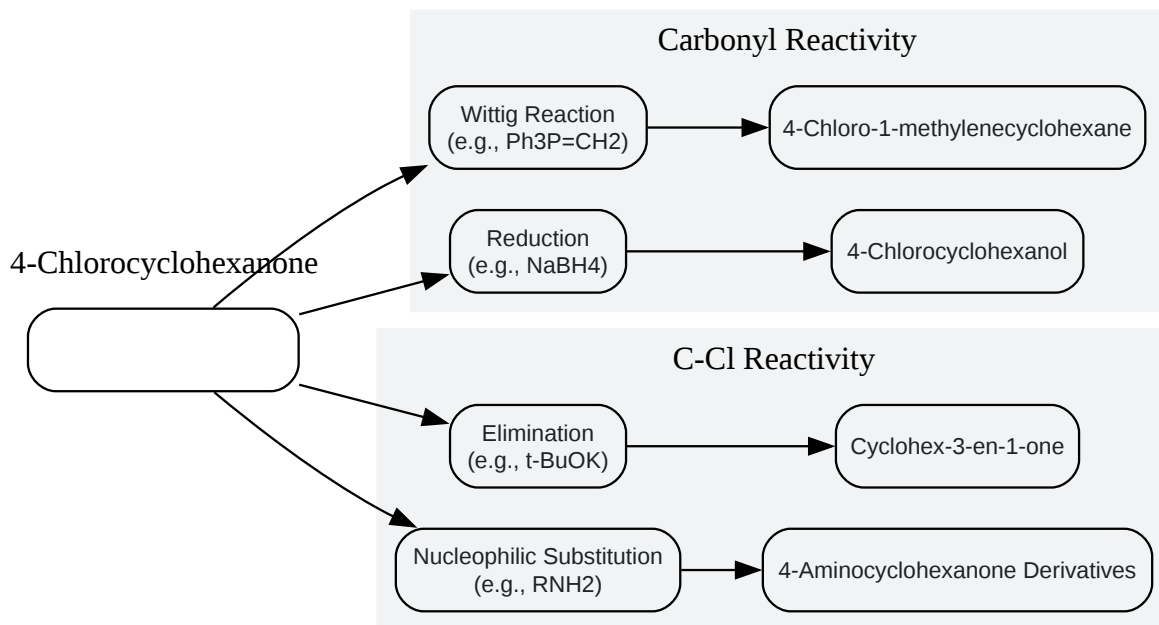 Carbonyl Reactivity
Wittig Reaction
(e.g., Ph3P=CH2)
4-Chloro-1-methylenecyclohexane
Reduction
(e.g., NaBH4)
4-Chlorocyclohexanol
4-Chlorocyclohexanone
C-Cl Reactivity
Elimination
(e.g., t-BuOK)
Cyclohex-3-en-1-one
Nucleophilic Substitution
(e.g., RNH2)
4-Aminocyclohexanone Derivatives